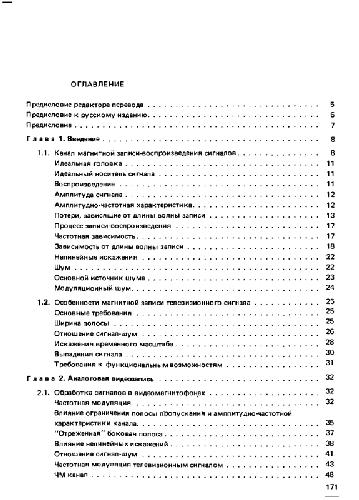 ОГЛАВЛЕНИЕ
Предисловие редактора перевода . . . 5
Предисловие к русскому изданию . . . 6
Предисловие . . . 7
Глава 1. Введение . . . 8
1.1. Канал магнитной записи-воспроизведения сигналов . . . 8
Идеальная головка . . . 11
Идеальный носитель сигнала . . . 11
Воспроизведение . . . 11
Амплитуда сигнала . . . 12
Амплитудно-частотная характеристика . . . 12
Потери, зависящие от длины волны записи . . . 13
Процесс записи воспроизведения . . . 17
Частотная зависимость . . . 17
Зависимость от длины волны записи . . . 18
Нелинейные искажения . . . 22
Шум . . . 22
Основной источник шума . . . 23
Модуляционный шум . . . 24
1.2. Особенности магнитной записи телевизионного сигнала . . . 25
Основные требования . . . 25
Ширина полосы . . . 25
Отношение сигнал-шум . . . 26
Искажения временного масштаба . . . 28
Выпадения сигнала . . . 30
Требования к функциональным возможностям . . . 31
Глава 2. Аналоговая видеозапись . . . 32
2.1. Обработка сигналов в видеомагнитофонах . . . 32
Частотная модуляция . . . 32
Влияние ограничения полосы пропускания и амплитудно-частотной
характеристики канала . . . 35
"Отраженная" боковая полоса . . . 37
Влияние нелинейных искажений . . . 38
Отношение сигнал-шум . . . 41
Частотная модуляция телевизионным сигналом . . . 43
ЧМ канал . . . 48
171